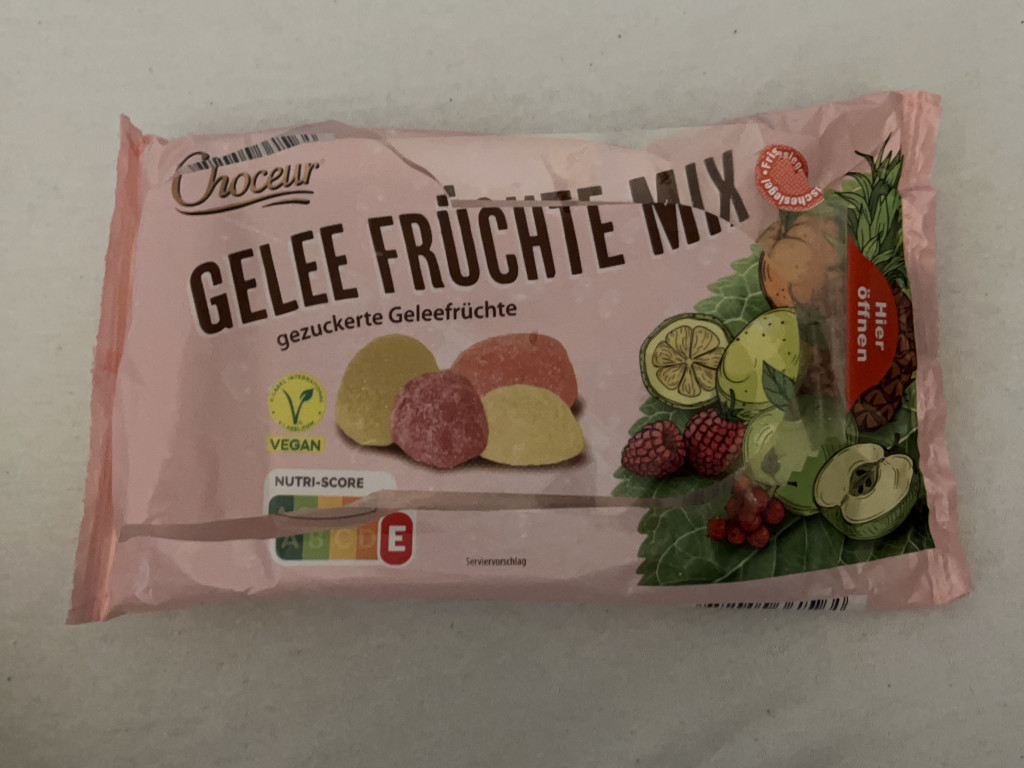 Choceur
GELEE FRÜCHTE MIX
gezuckerte Geleefrüchte
Hier
öffnen
VEGAN
NUTRI-SCORE
A B C D E
Serviervorschlag